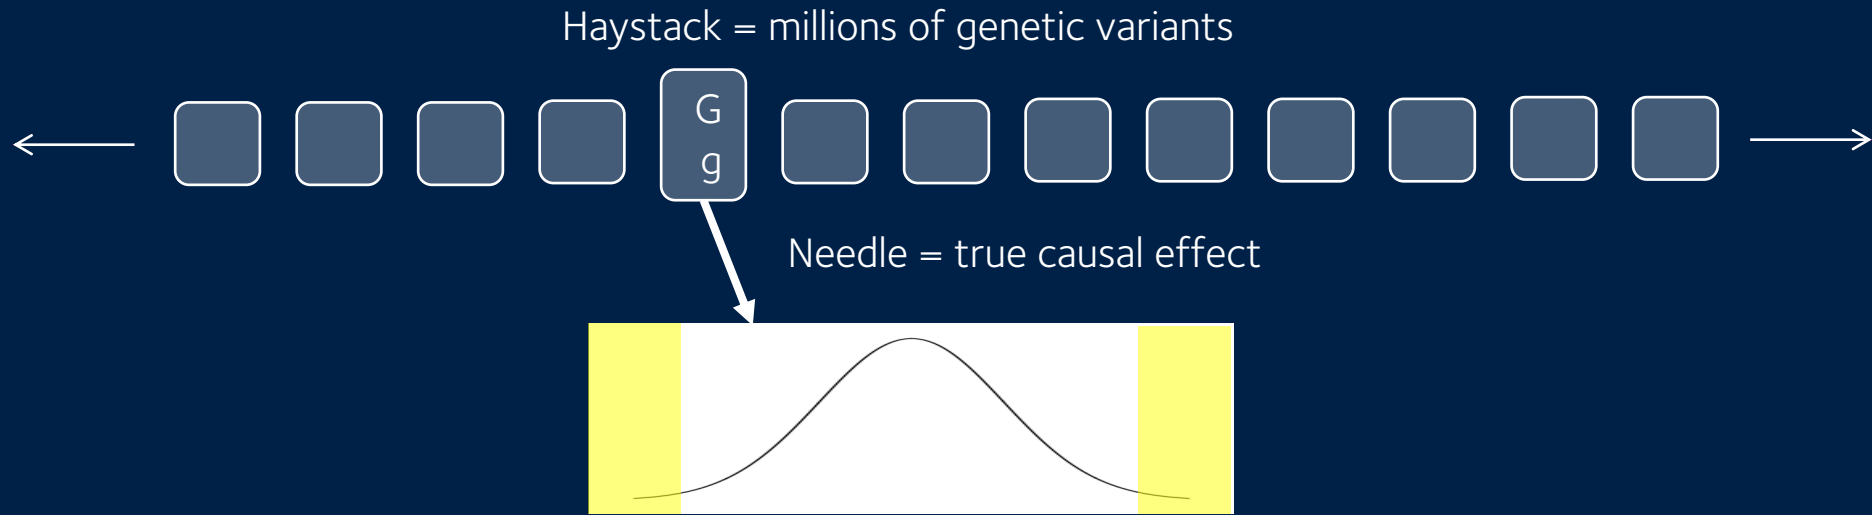 Haystack = millions of genetic variants
G
g
Needle = true causal effect